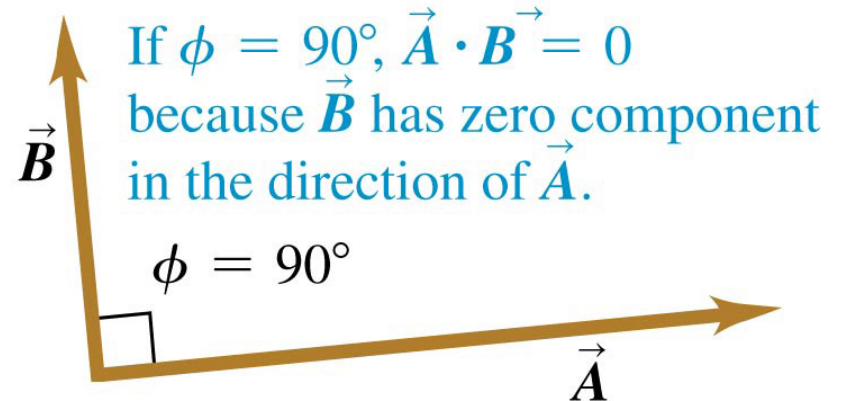 If ϕ = 90°, A⃗ · B⃗ = 0
because B⃗ has zero component
in the direction of A⃗.
B⃗
ϕ = 90°
A⃗